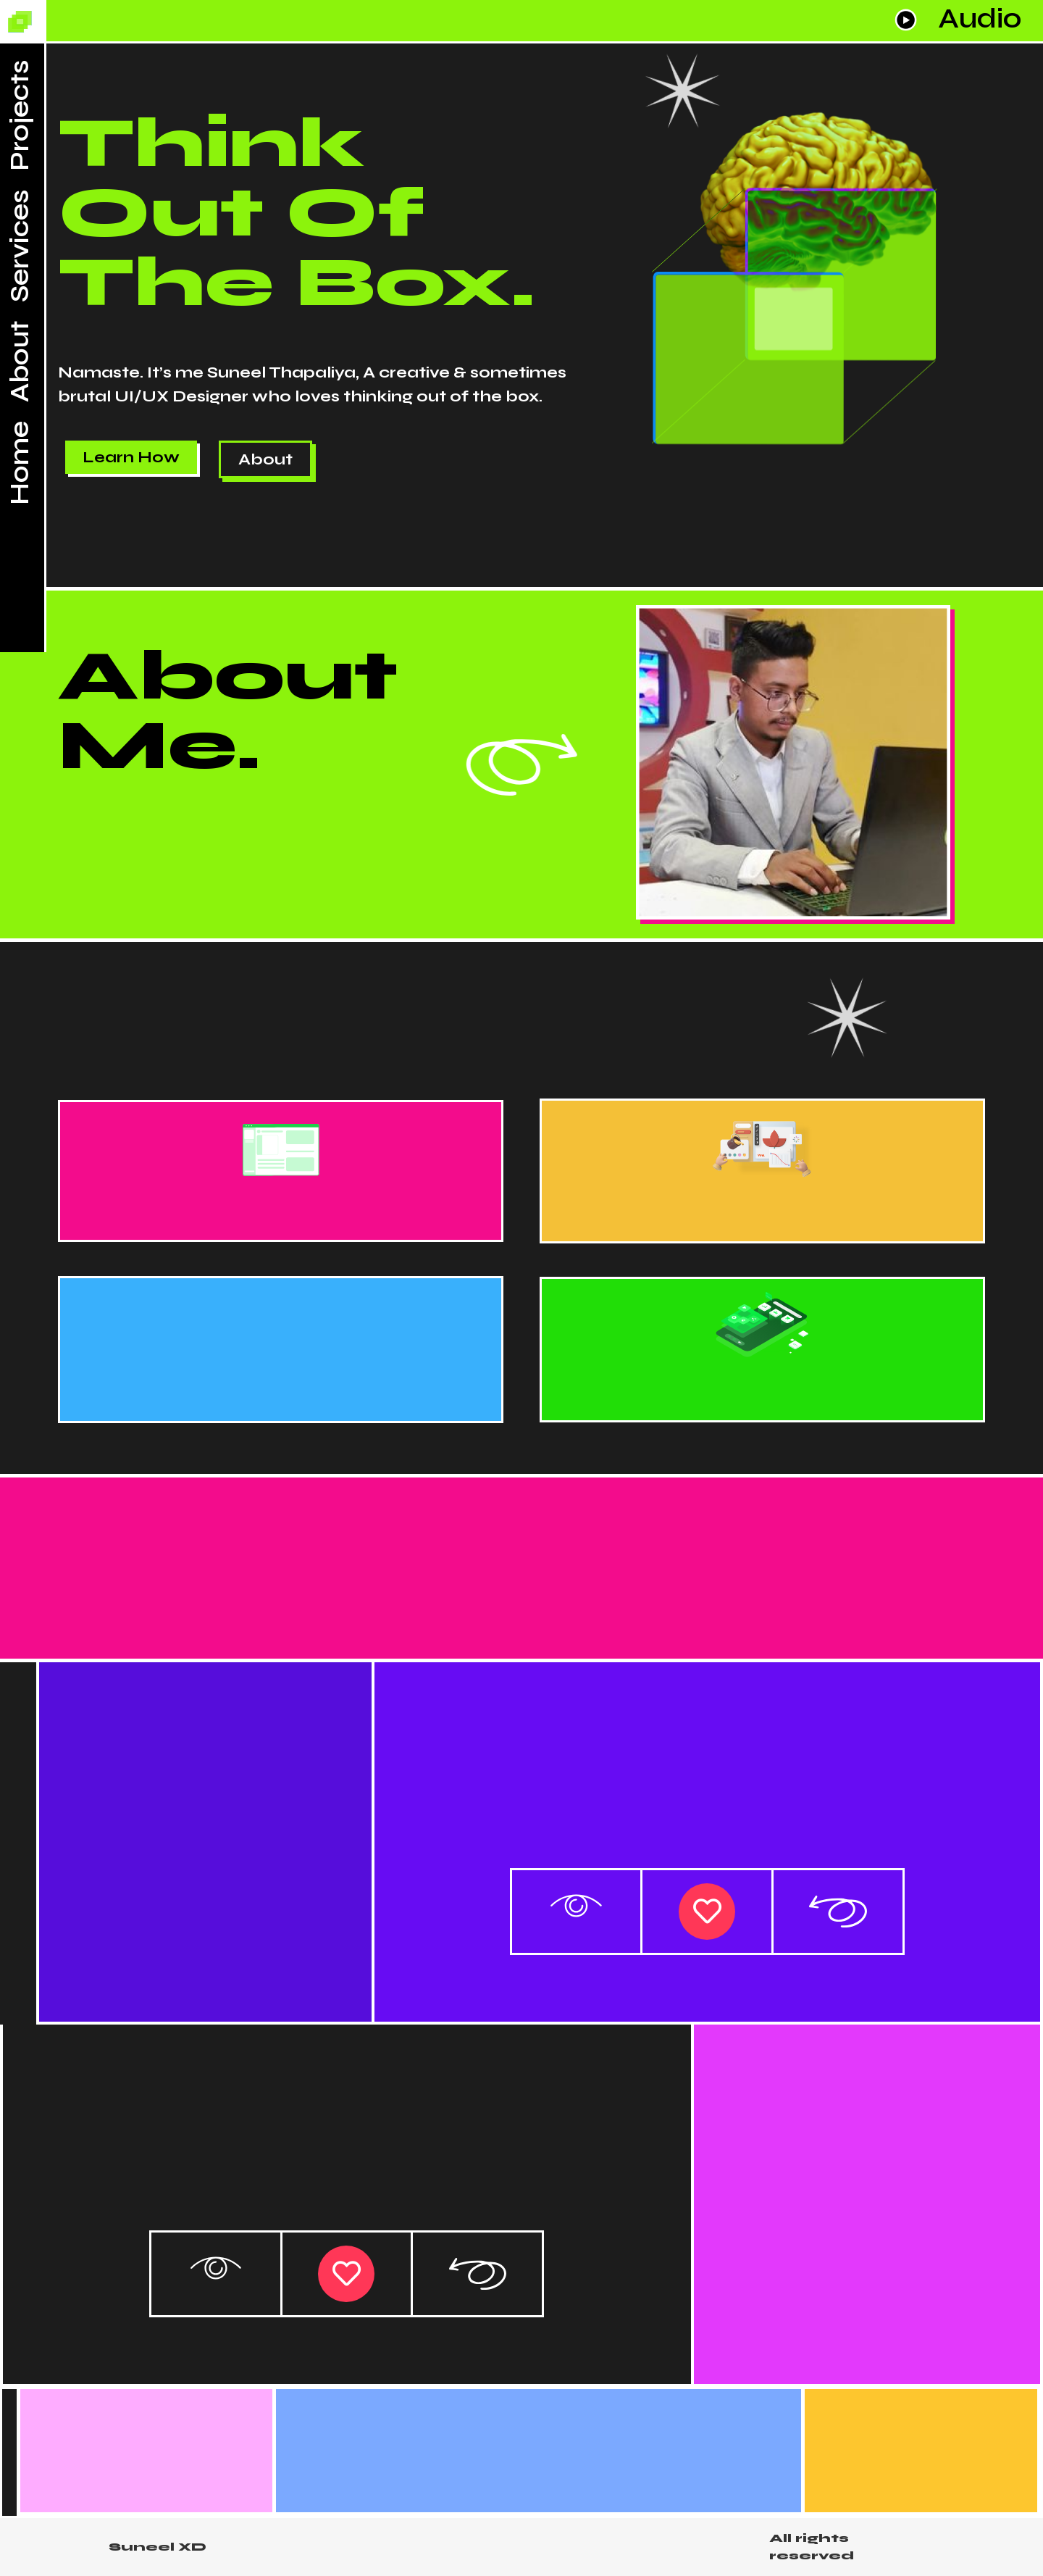 Audio
Projects
Services
About
Home
Think
Out Of
The Box.
Namaste. It's me Suneel Thapaliya, A creative & sometimes
brutal UI/UX Designer who loves thinking out of the box.
Learn How
About
About
Me.
Suneel XD
All rights
reserved